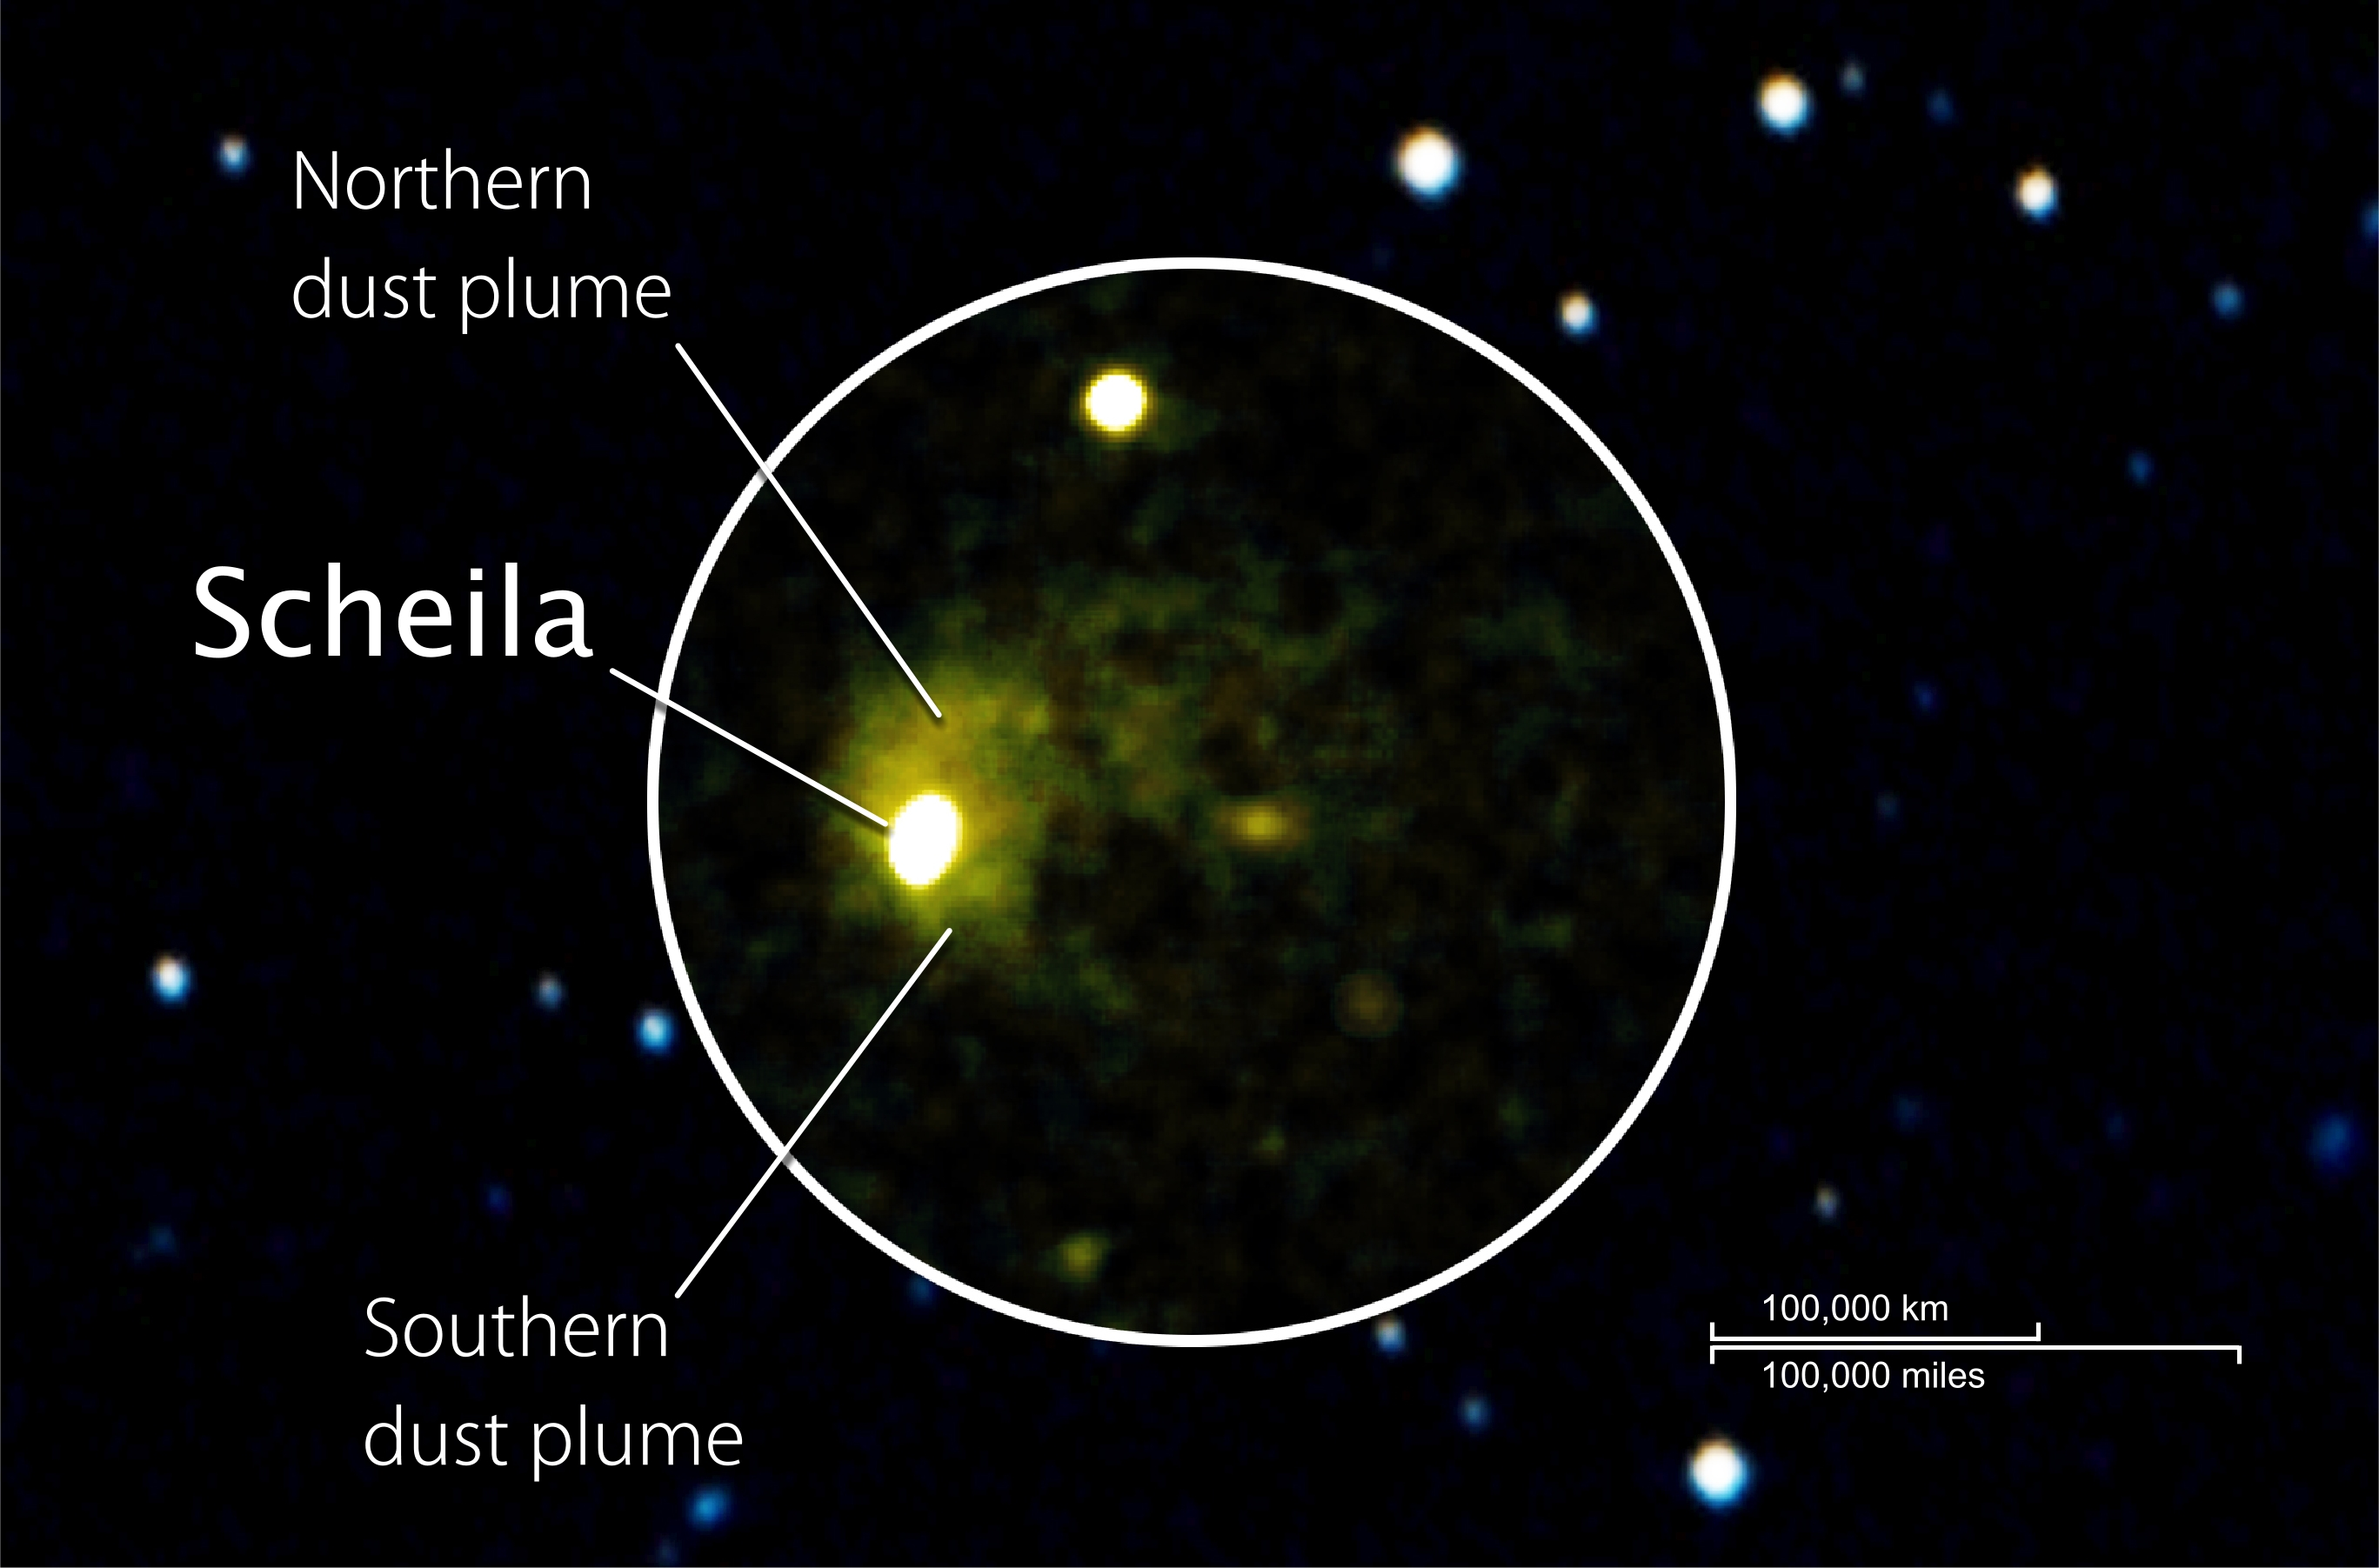 Northern
dust plume
Scheila
Southern
dust plume
100,000 km
100,000 miles